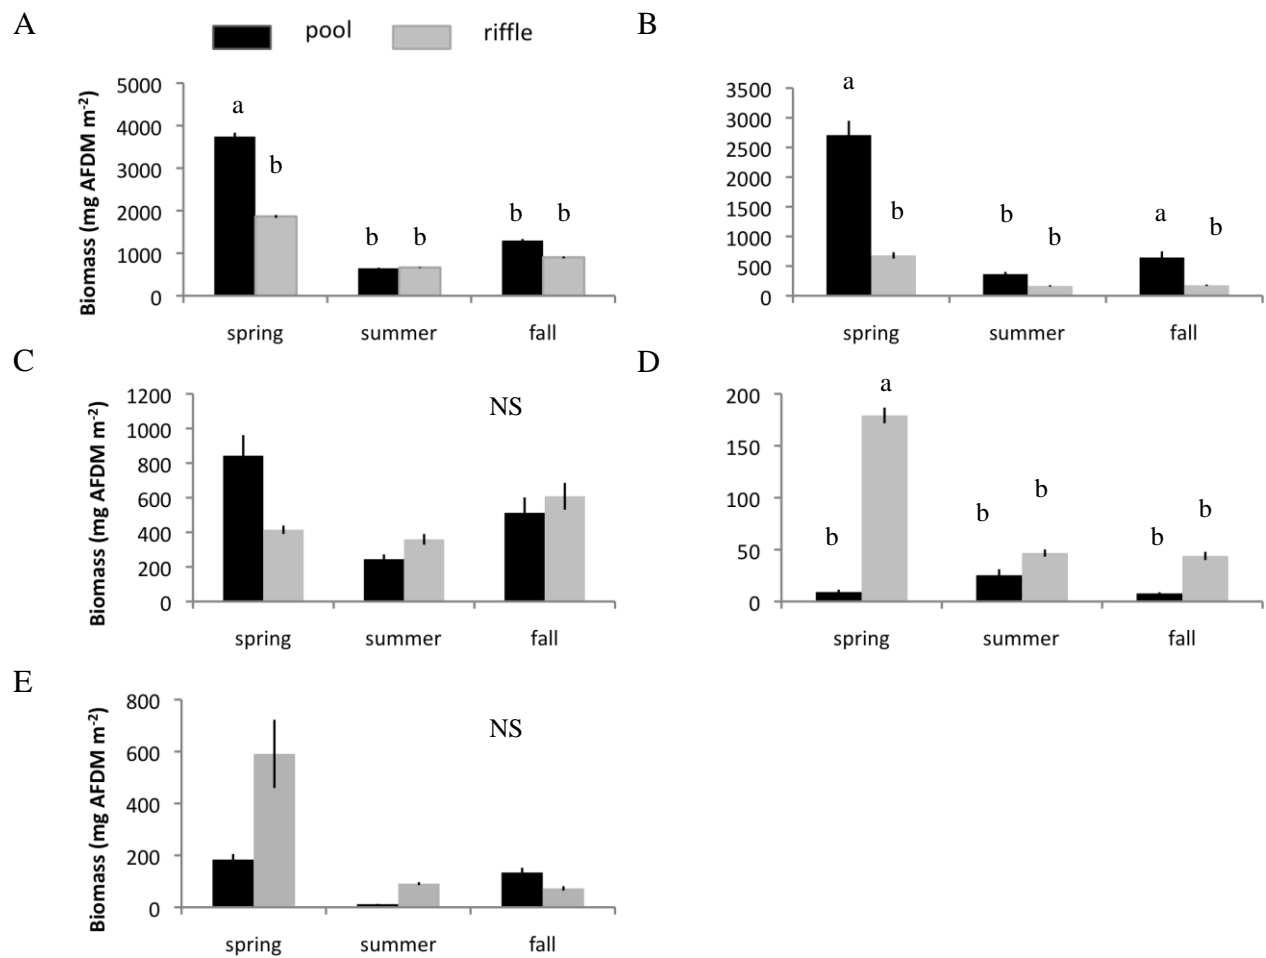 A
pool
riffle
5000
4000
3000
2000
1000
0
Biomass (mg AFDM m-2)
a
b
b
b
b
b
spring
summer
fall
B
3500
3000
2500
2000
1500
1000
500
0
a
b
b
b
a
b
spring
summer
fall
C
1200
1000
800
600
400
200
0
Biomass (mg AFDM m-2)
NS
spring
summer
fall
D
200
150
100
50
0
b
a
b
b
b
b
spring
summer
fall
E
800
600
400
200
0
Biomass (mg AFDM m-2)
NS
spring
summer
fall